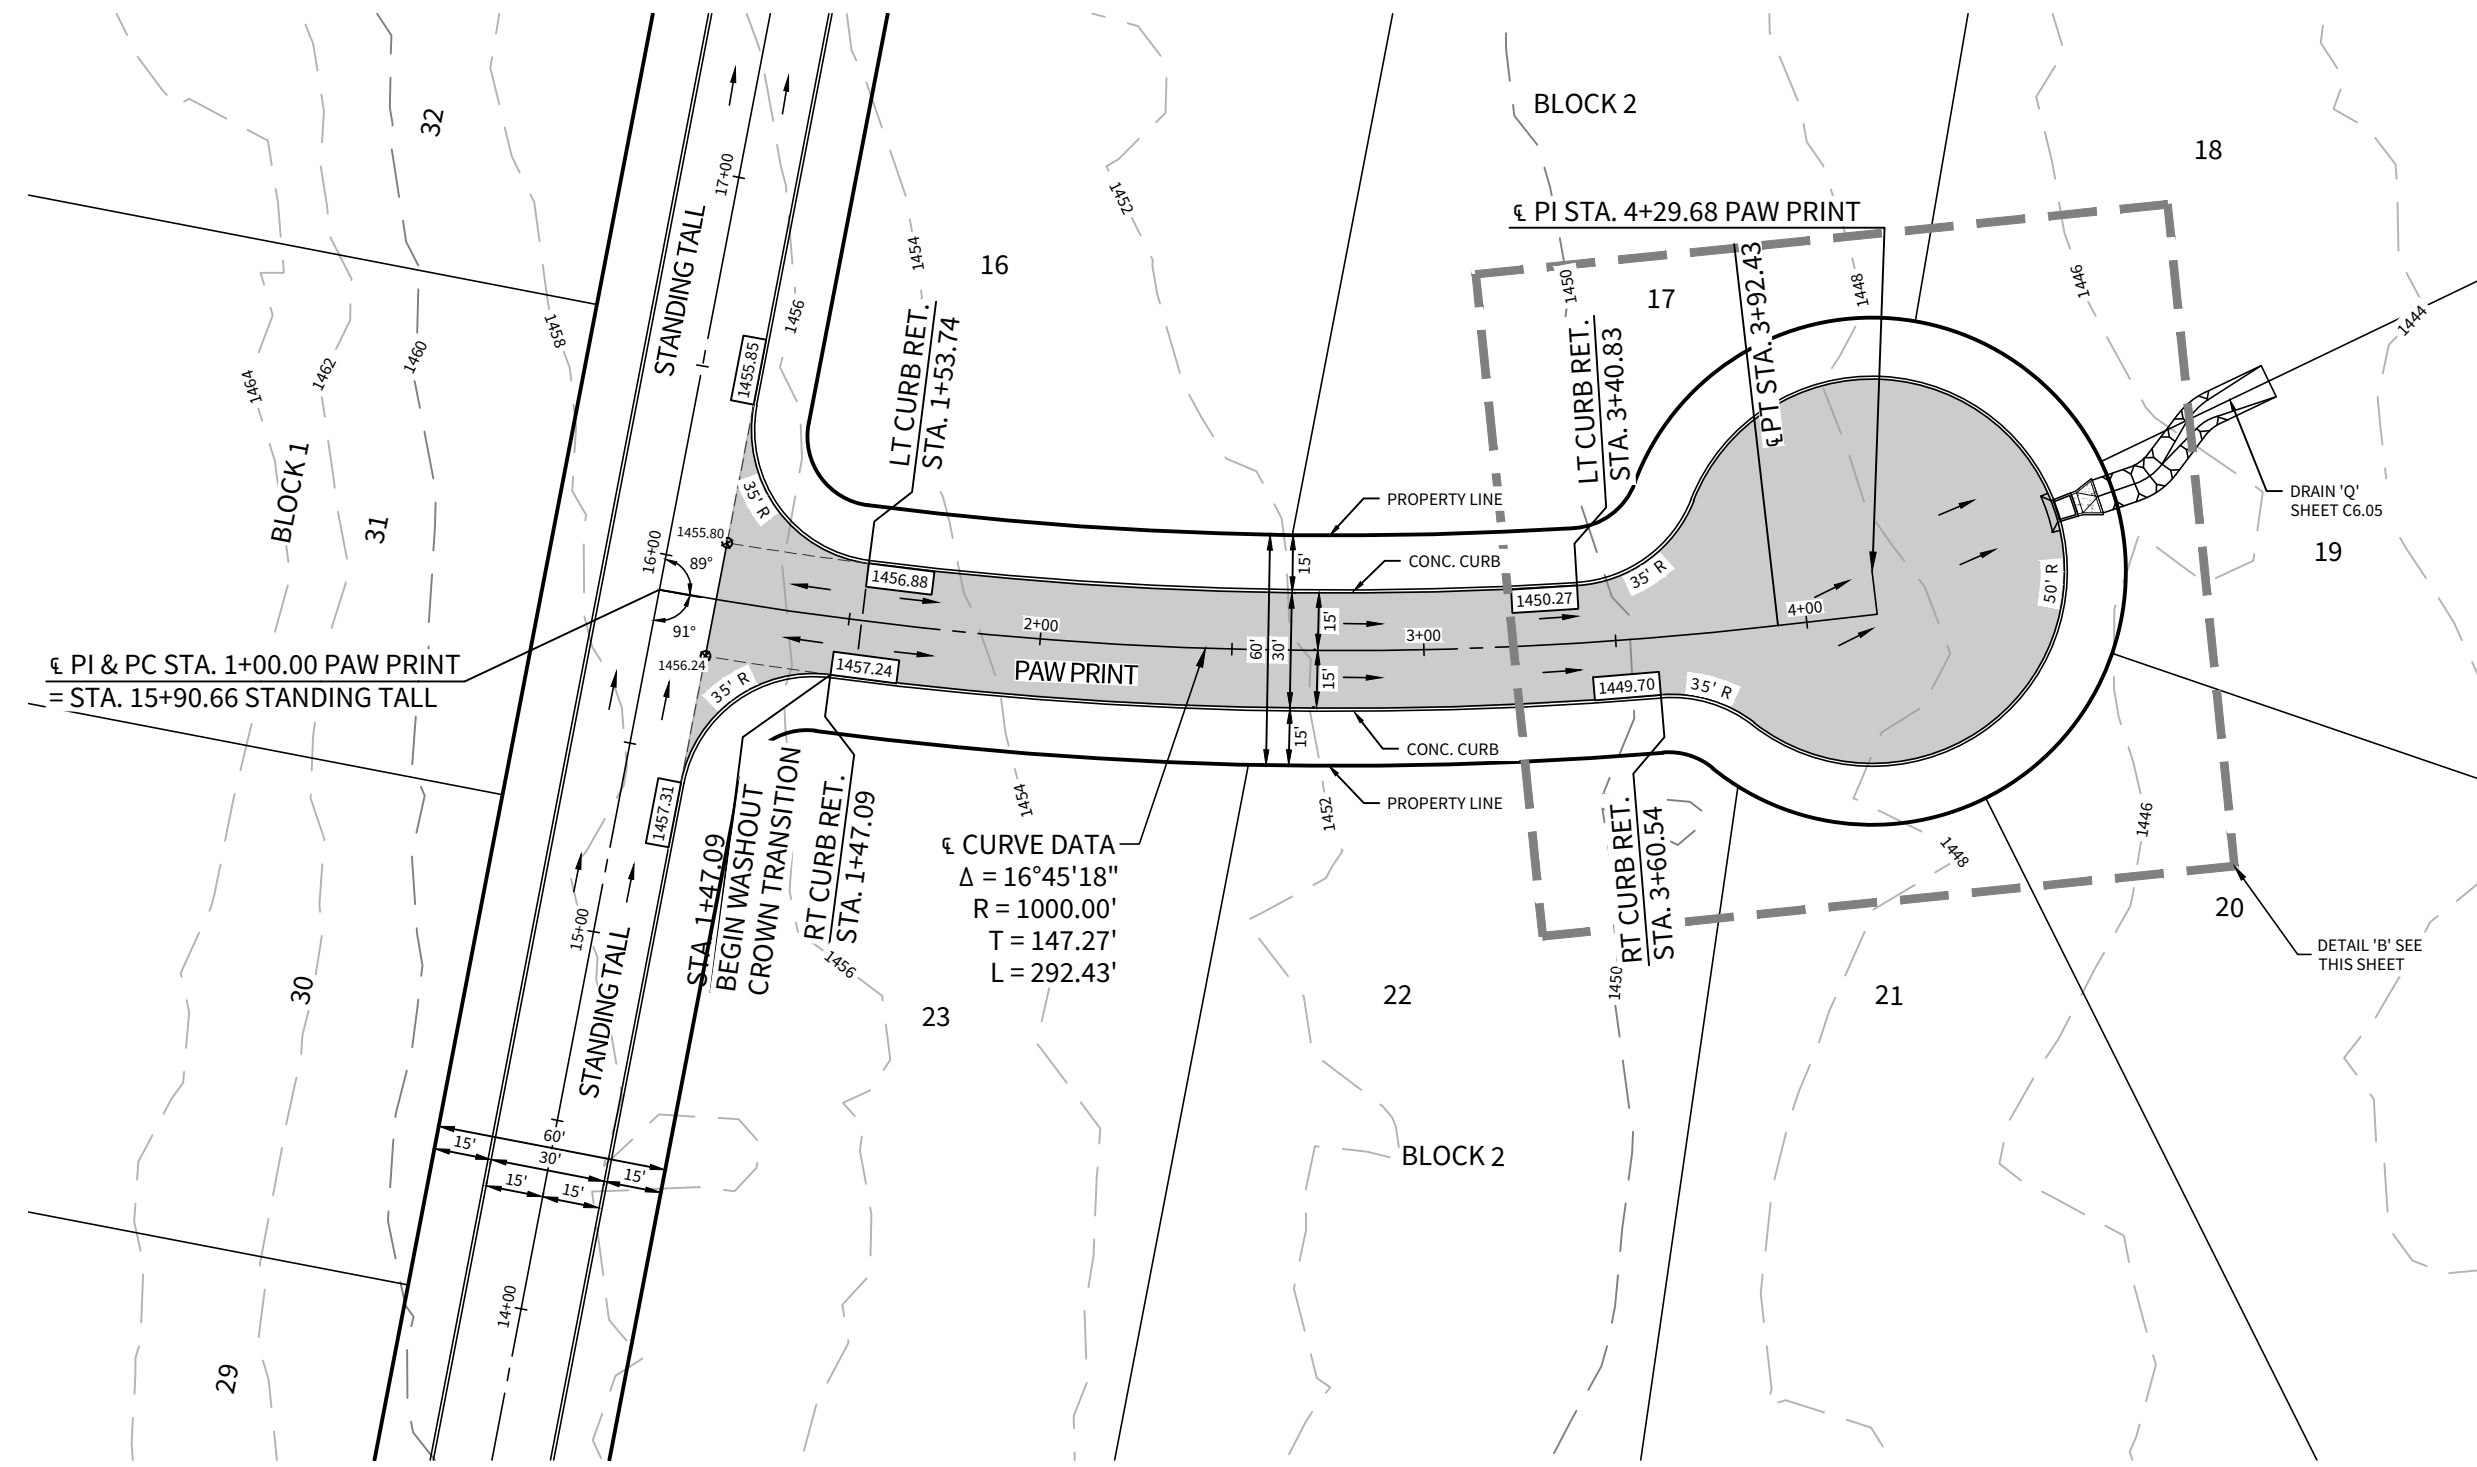 BLOCK 2
32
18
1452
17+00
STANDING TALL
℄ PI STA. 4+29.68 PAW PRINT
1454
16
1450
17
℄ PT STA. 3+92.43
1448
1446
1444
1456
1458
1460
1462
1464
1455.85
LT CURB RET.
STA. 1+53.74
LT CURB RET.
STA. 3+40.83
BLOCK 1
31
35' R
PROPERTY LINE
DRAIN 'Q'
SHEET C6.05
16+00
1455.80
89°
1456.88
CONC. CURB
15'
35' R
50' R
19
1450.27
4+00
91°
2+00
15'
3+00
60'
30'
1456.24
1457.24
PAW PRINT
15'
1449.70
35' R
35' R
℄ PI & PC STA. 1+00.00 PAW PRINT
= STA. 15+90.66 STANDING TALL
15'
CONC. CURB
PROPERTY LINE
1457.31
1454
1452
1446
1448
STA. 1+47.09
BEGIN WASHOUT
CROWN TRANSITION
RT CURB RET.
STA. 1+47.09
℄ CURVE DATA
Δ = 16°45'18"
R = 1000.00'
T = 147.27'
L = 292.43'
RT CURB RET.
STA. 3+60.54
20
DETAIL 'B' SEE
THIS SHEET
15+00
STANDING TALL
1456
1450
30
23
22
21
BLOCK 2
60'
15'
30'
15'
15'
15'
14+00
29